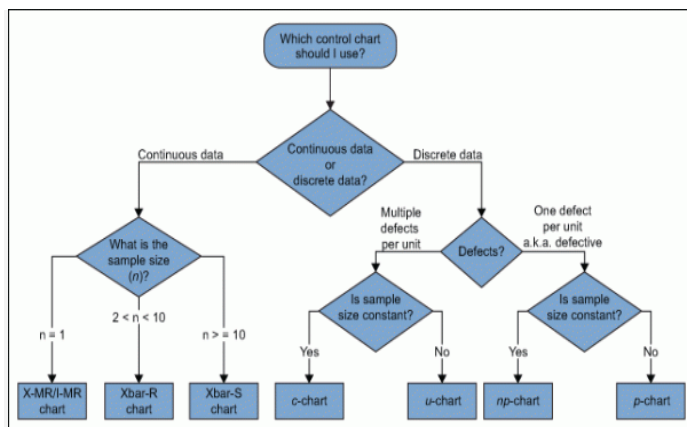 Which control chart
should I use?
Continuous data
or
discrete data?
Continuous data
Discrete data
What is the
sample size
(n)?
n = 1
2 < n < 10
n > = 10
X-MR/I-MR
chart
Xbar-R
chart
Xbar-S
chart
Multiple
defects
per unit
Defects?
One defect
per unit
a.k.a. defective
Is sample
size constant?
Is sample
size constant?
Yes
No
Yes
No
c-chart
u-chart
np-chart
p-chart